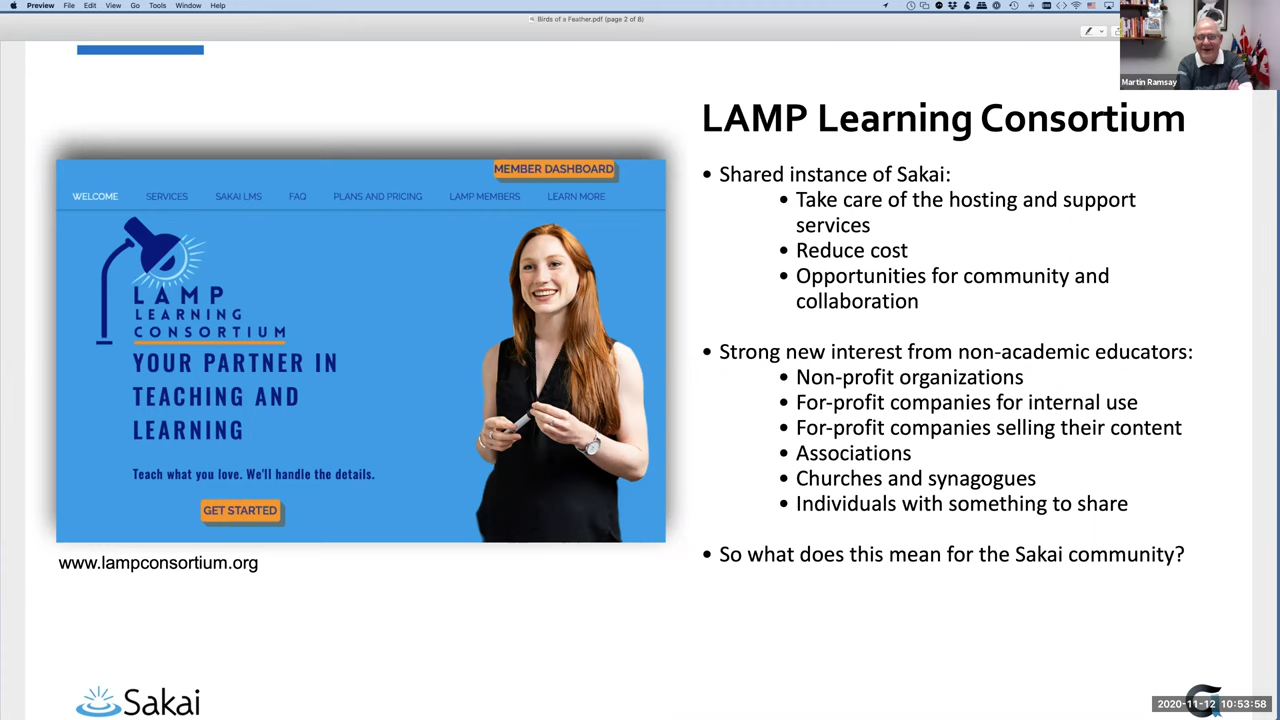 Preview File Edit View Go Tools Window Help
Birds of a Feather.pdf (page 2 of 8)
Martin Ramsay
LAMP Learning Consortium
MEMBER DASHBOARD
WELCOME SERVICES SAKAI LMS FAQ PLANS AND PRICING LAMP MEMBERS LEARN MORE
LAMP
LEARNING
CONSORTIUM
YOUR PARTNER IN
TEACHING AND
LEARNING
Teach what you love. We'll handle the details.
GET STARTED
www.lampconsortium.org
• Shared instance of Sakai:
• Take care of the hosting and support
services
• Reduce cost
• Opportunities for community and
collaboration
• Strong new interest from non-academic educators:
• Non-profit organizations
• For-profit companies for internal use
• For-profit companies selling their content
• Associations
• Churches and synagogues
• Individuals with something to share
• So what does this mean for the Sakai community?
Sakai
2020-11-12 10:53:58